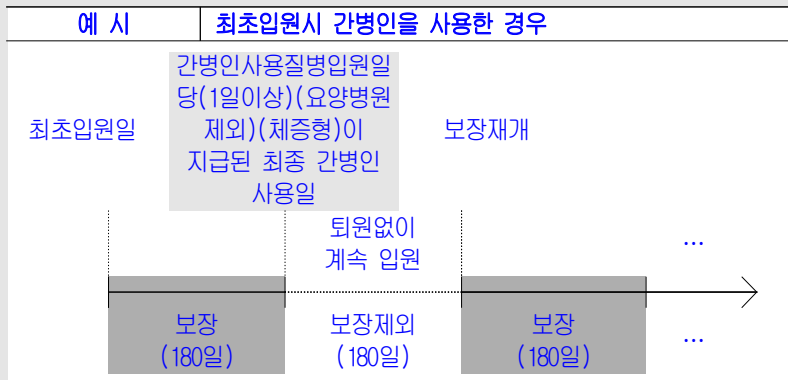 예 시 최초입원시 간병인을 사용한 경우
최초입원일
간병인사용질병입원일
당(1일이상)(요양병원
제외)(체증형)이
지급된 최종 간병인
사용일
보장재개
퇴원없이
계속 입원
...
보장
(180일)
보장제외
(180일)
보장
(180일)
...